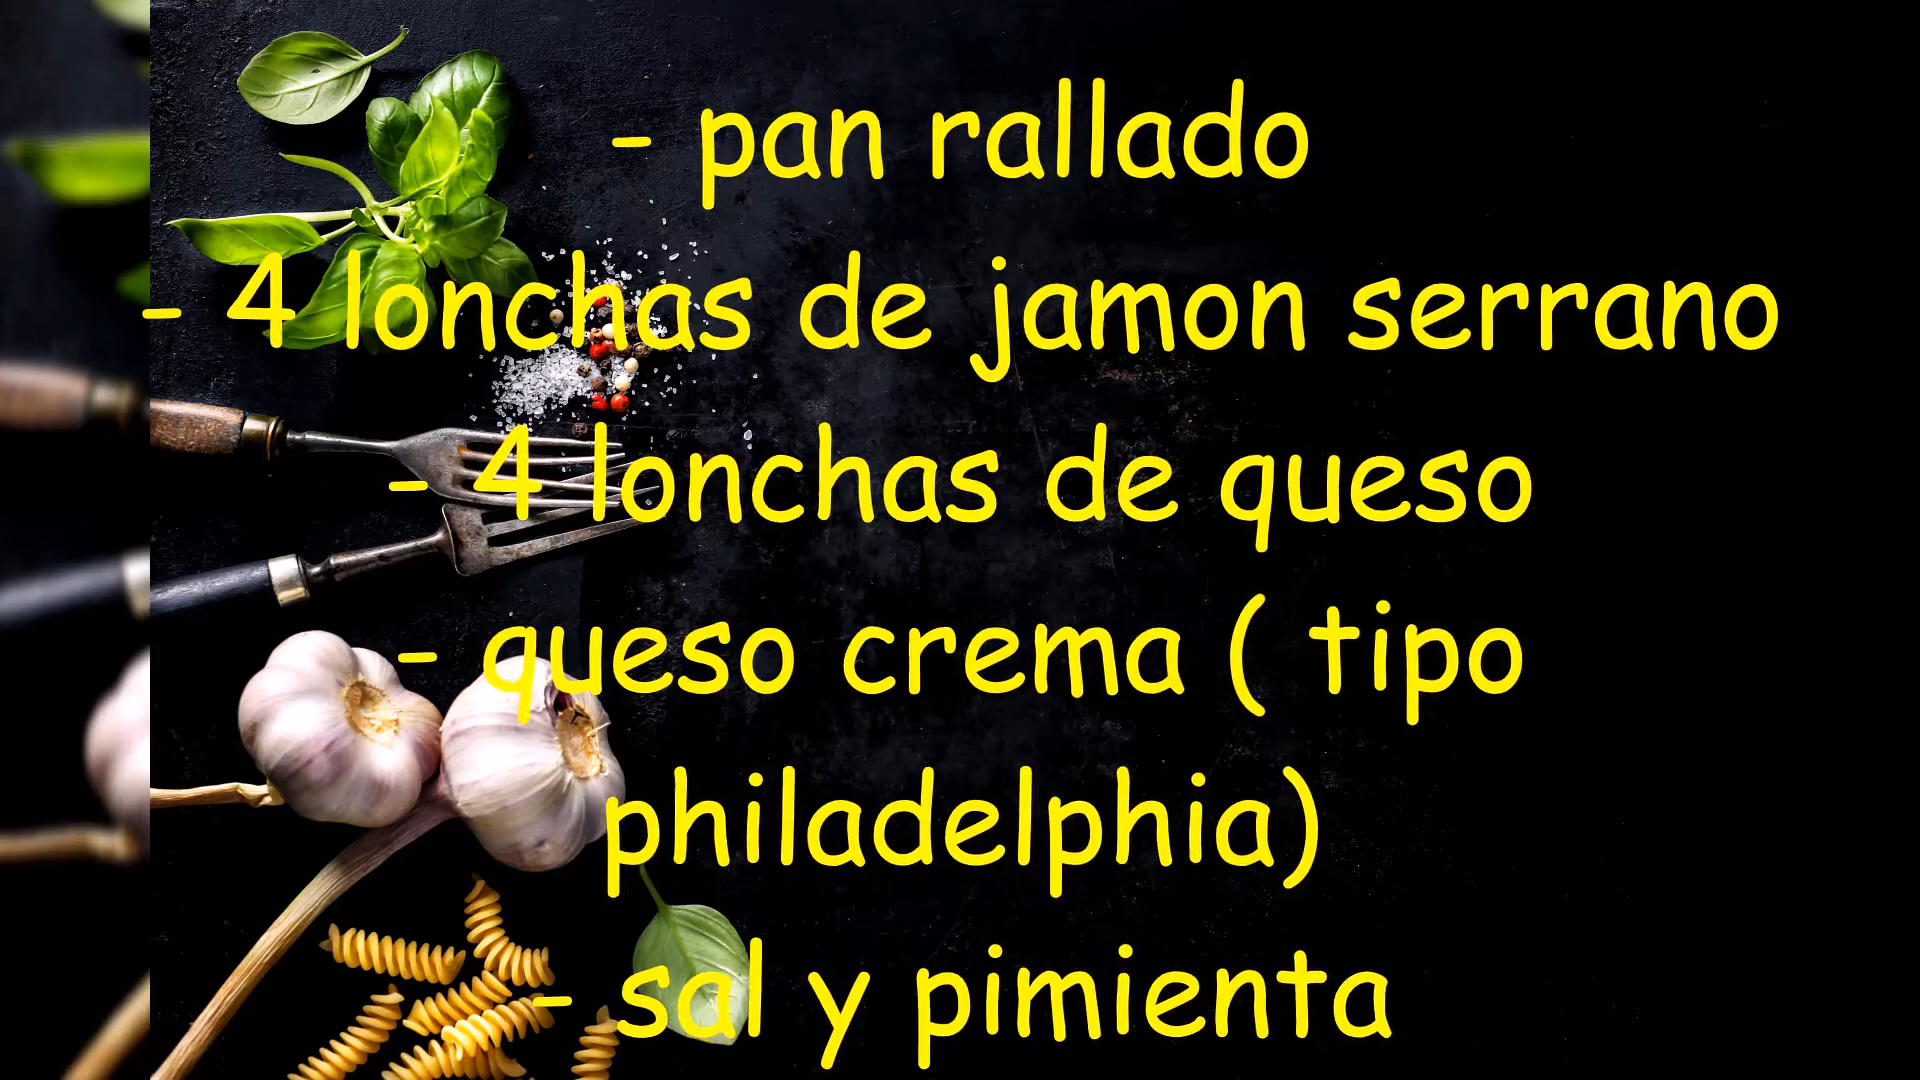 - pan rallado
- 4 lonchas de jamon serrano
- 4 lonchas de queso
- queso crema ( tipo
philadelphia)
- sal y pimienta